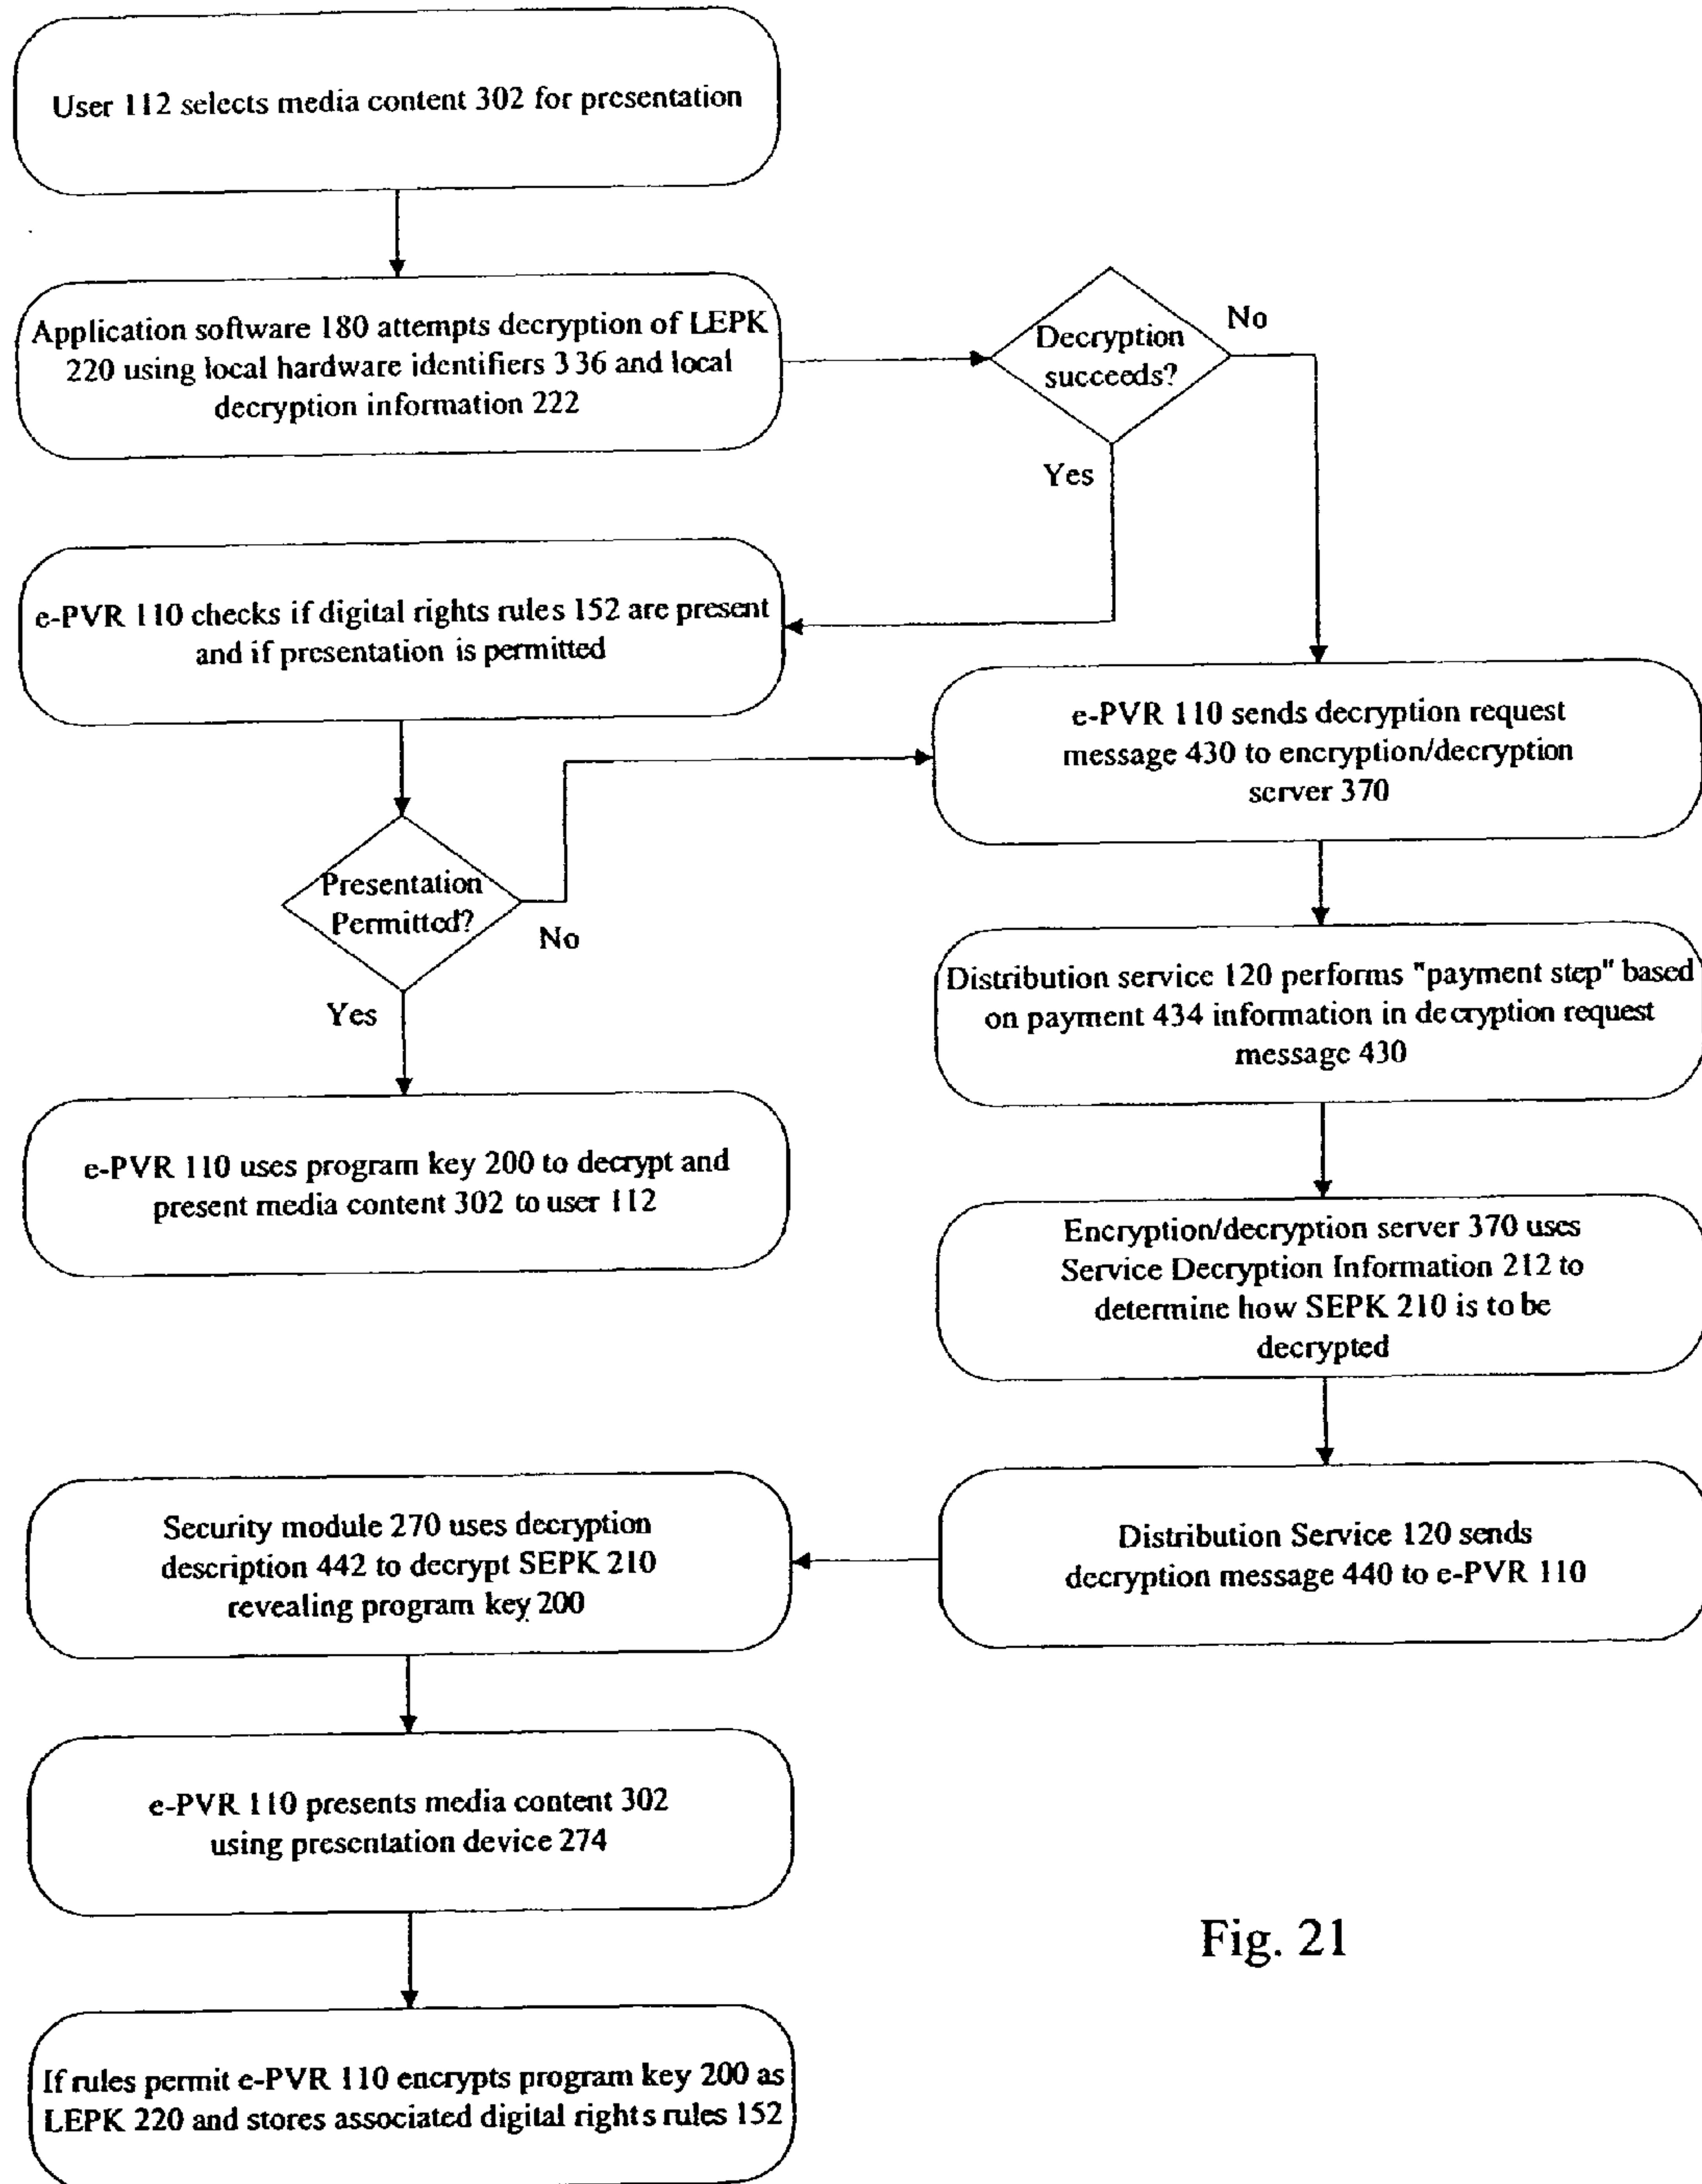 User 112 selects media content 302 for presentation
Application software 180 attempts decryption of LEPK
220 using local hardware identifiers 336 and local
decryption information 222
Decryption
succeeds?
No
Yes
e-PVR 110 checks if digital rights rules 152 are present
and if presentation is permitted
e-PVR 110 sends decryption request
message 430 to encryption/decryption
server 370
Presentation
Permitted?
No
Yes
Distribution service 120 performs "payment step" based
on payment 434 information in decryption request
message 430
e-PVR 110 uses program key 200 to decrypt and
present media content 302 to user 112
Encryption/decryption server 370 uses
Service Decryption Information 212 to
determine how SEPK 210 is to be
decrypted
Distribution Service 120 sends
decryption message 440 to e-PVR 110
Security module 270 uses decryption
description 442 to decrypt SEPK 210
revealing program key 200
e-PVR 110 presents media content 302
using presentation device 274
If rules permit e-PVR 110 encrypts program key 200 as
LEPK 220 and stores associated digital rights rules 152
Fig. 21